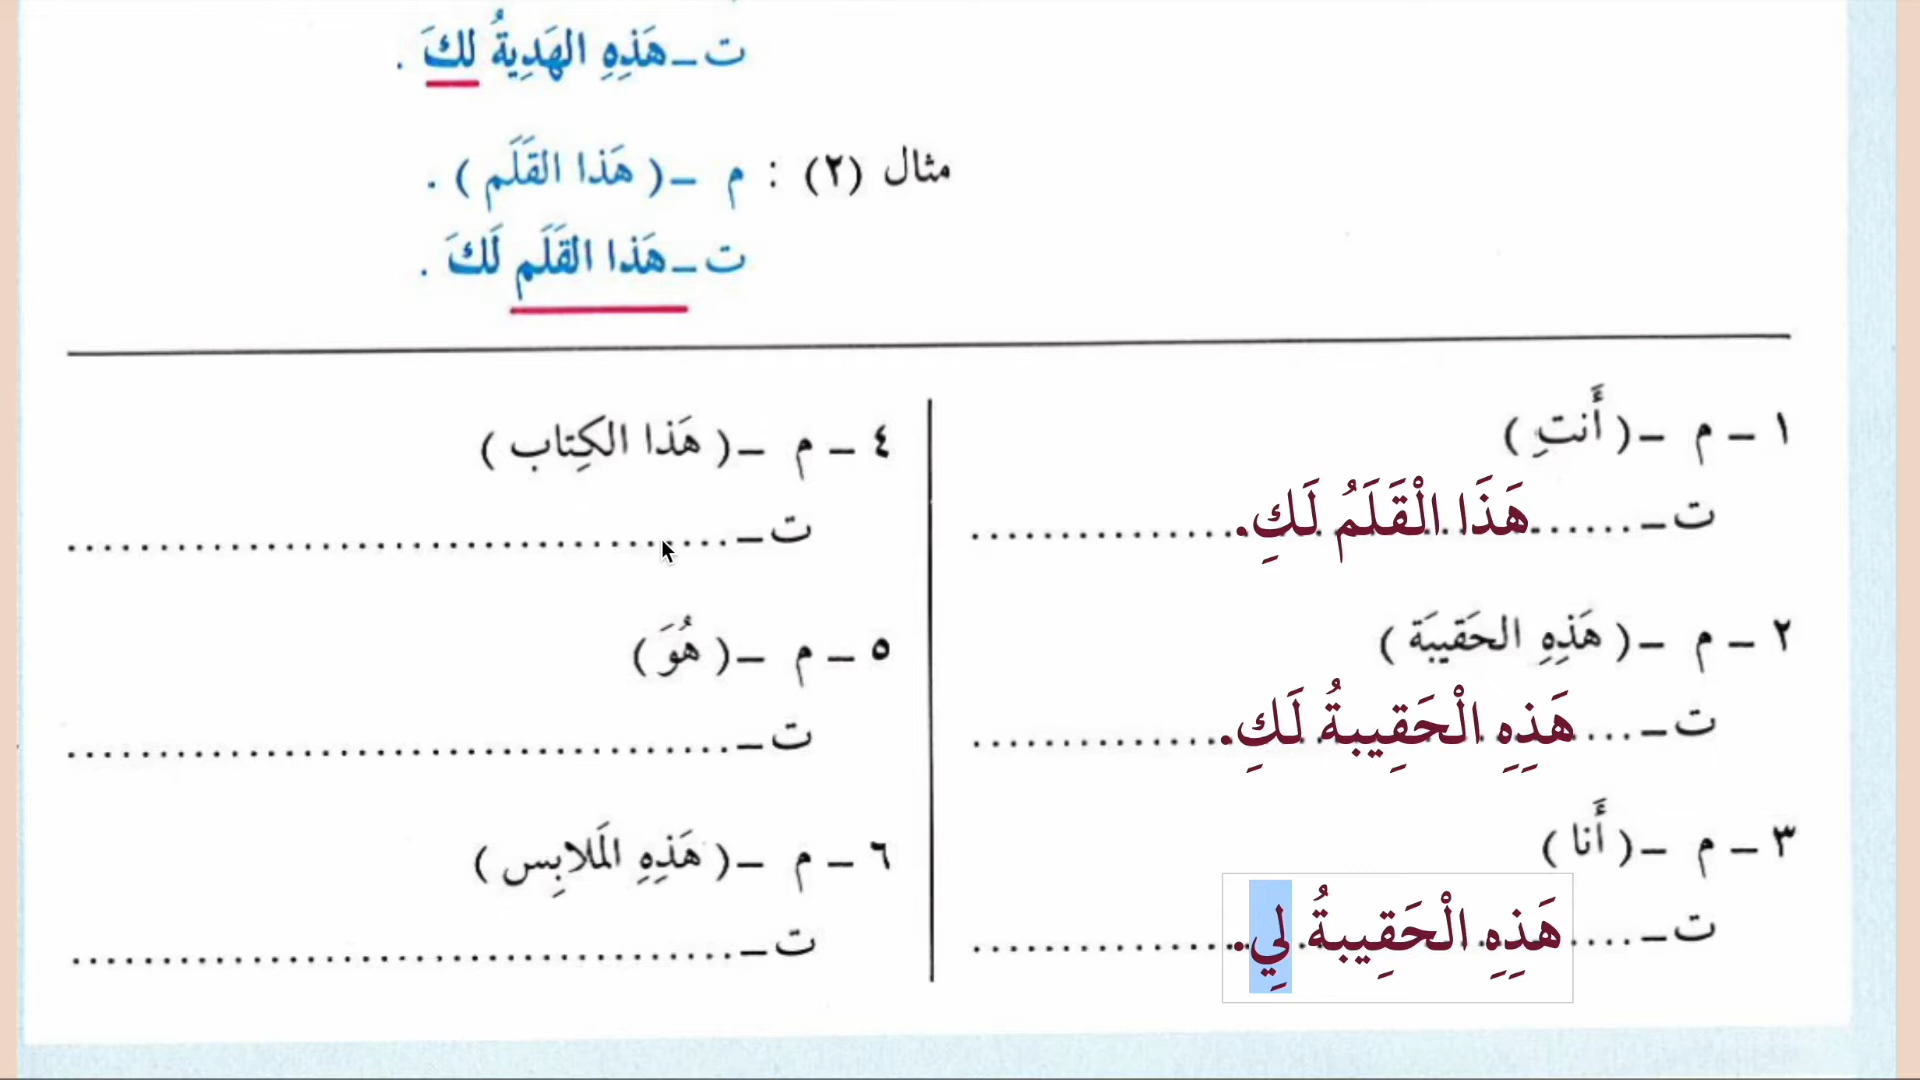 ت ـ هَذِهِ الهَدِيةُ لكَ .
مثال (٢) : م ـ ( هَذا القَلَم ) .
ت ـ هَذا القَلَم لَكَ .
١ ـ م ـ ( أَنتِ )
ت ـ هَذَا الْقَلَمُ لَكِ.
٢ ـ م ـ ( هَذِهِ الحَقيبَة )
ت ـ هَذِهِ الْحَقِيبةُ لَكِ.
٣ ـ م ـ ( أَنا )
ت ـ هَذِهِ الْحَقِيبةُ لِي.
٤ ـ م ـ ( هَذا الكِتاب )
ت ـ ......................................
٥ ـ م ـ ( هُوَ )
ت ـ ......................................
٦ ـ م ـ ( هَذِهِ المَلابِس )
ت ـ ......................................